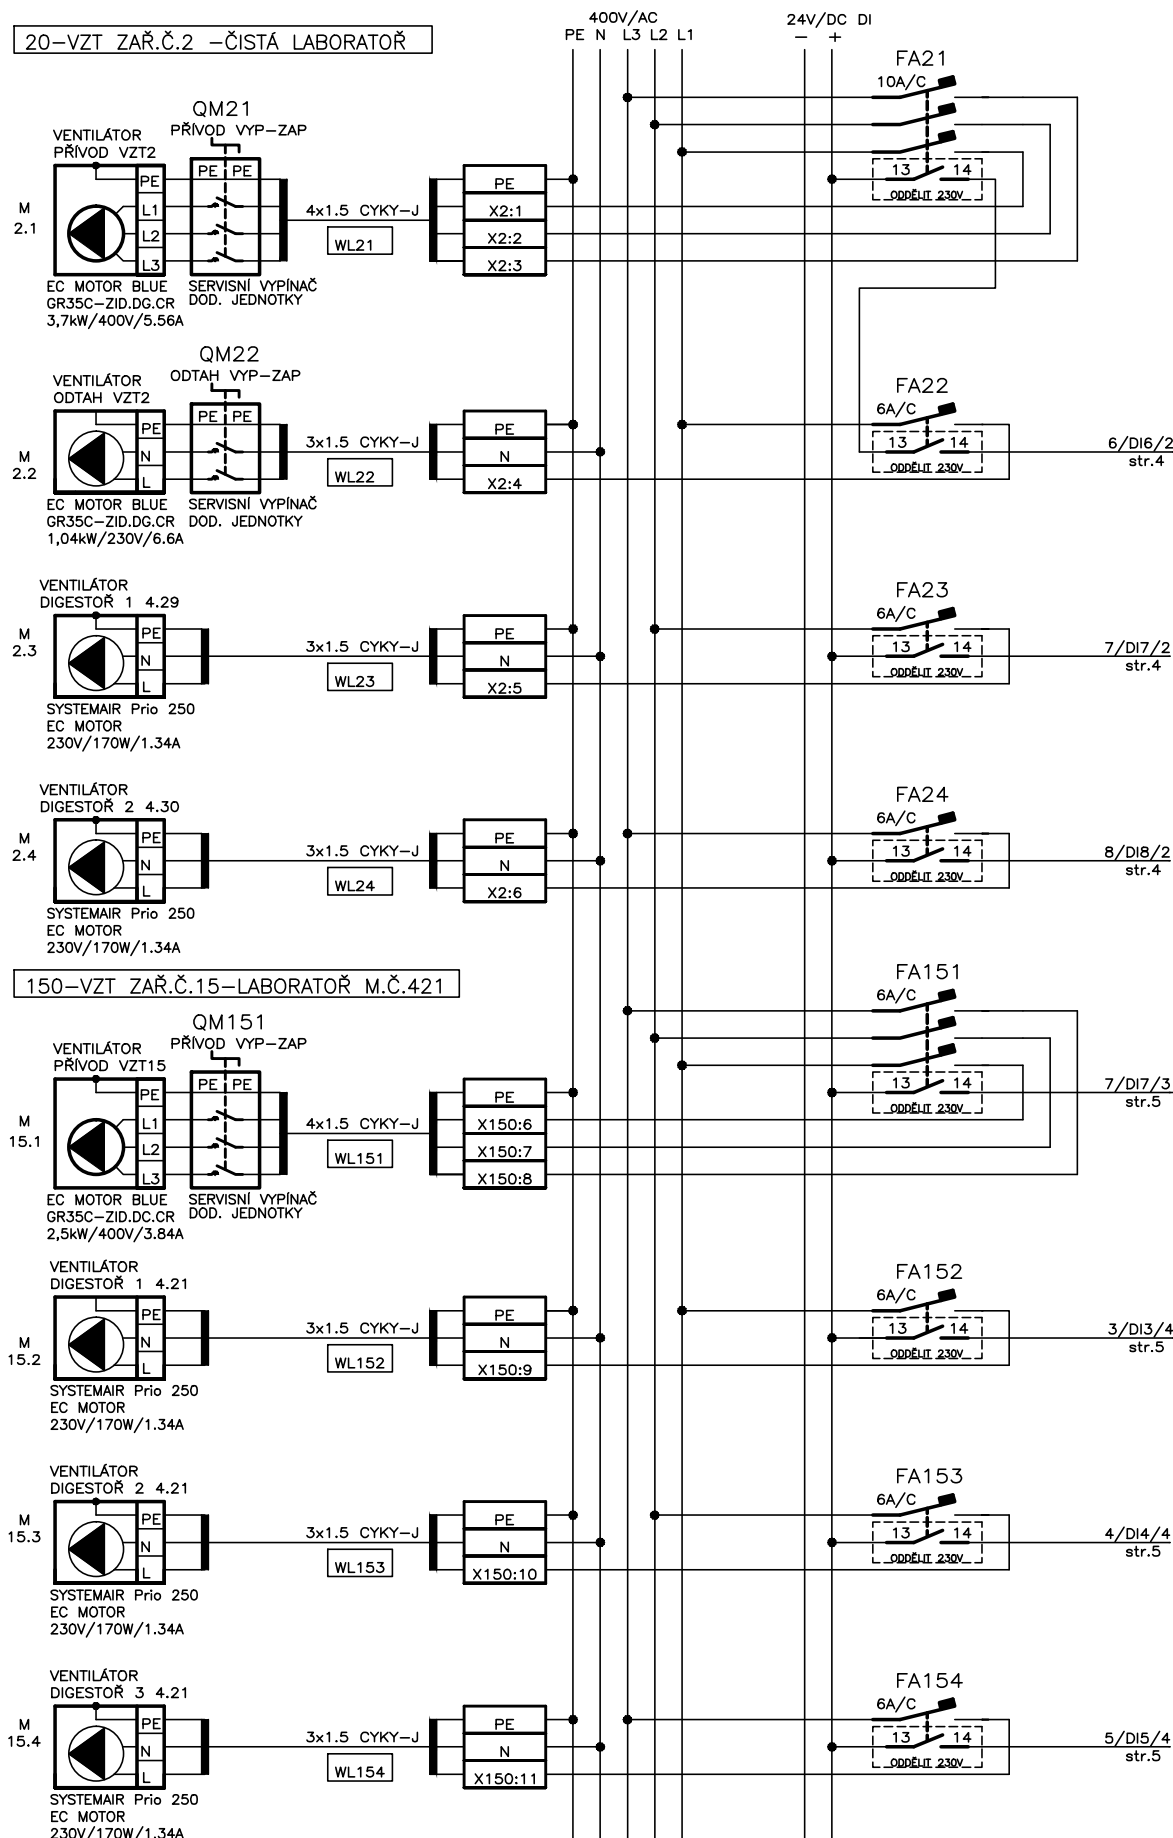 20-VZT ZAŘ.Č.2 -ČISTÁ LABORATOŘ
400V/AC
PE N L3 L2 L1
24V/DC DI
- +
FA21
10A/C
13 14
ODDĚLIT 230V
QM21
PŘÍVOD VYP-ZAP
VENTILÁTOR
PŘÍVOD VZT2
PE PE
M
2.1
PE
L1
L2
L3
4x1.5 CYKY-J
WL21
PE
X2:1
X2:2
X2:3
EC MOTOR BLUE
GR35C-ZID.DG.CR
3,7kW/400V/5.56A
SERVISNÍ VYPÍNAČ
DOD. JEDNOTKY
QM22
ODTAH VYP-ZAP
VENTILÁTOR
ODTAH VZT2
PE PE
M
2.2
PE
N
L
3x1.5 CYKY-J
WL22
PE
N
X2:4
FA22
6A/C
13 14
ODDĚLIT 230V
6/DI6/2
str.4
EC MOTOR BLUE
GR35C-ZID.DG.CR
1,04kW/230V/6.6A
SERVISNÍ VYPÍNAČ
DOD. JEDNOTKY
VENTILÁTOR
DIGESTOŘ 1 4.29
M
2.3
PE
N
L
3x1.5 CYKY-J
WL23
PE
N
X2:5
FA23
6A/C
13 14
ODDĚLIT 230V
7/DI7/2
str.4
SYSTEMAIR Prio 250
EC MOTOR
230V/170W/1.34A
VENTILÁTOR
DIGESTOŘ 2 4.30
M
2.4
PE
N
L
3x1.5 CYKY-J
WL24
PE
N
X2:6
FA24
6A/C
13 14
ODDĚLIT 230V
8/DI8/2
str.4
SYSTEMAIR Prio 250
EC MOTOR
230V/170W/1.34A
150-VZT ZAŘ.Č.15-LABORATOŘ M.Č.421
QM151
PŘÍVOD VYP-ZAP
VENTILÁTOR
PŘÍVOD VZT15
PE PE
M
15.1
PE
L1
L2
L3
4x1.5 CYKY-J
WL151
PE
X150:6
X150:7
X150:8
FA151
6A/C
13 14
ODDĚLIT 230V
7/DI7/3
str.5
EC MOTOR BLUE
GR35C-ZID.DC.CR
2,5kW/400V/3.84A
SERVISNÍ VYPÍNAČ
DOD. JEDNOTKY
VENTILÁTOR
DIGESTOŘ 1 4.21
M
15.2
PE
N
L
3x1.5 CYKY-J
WL152
PE
N
X150:9
FA152
6A/C
13 14
ODDĚLIT 230V
3/DI3/4
str.5
SYSTEMAIR Prio 250
EC MOTOR
230V/170W/1.34A
VENTILÁTOR
DIGESTOŘ 2 4.21
M
15.3
PE
N
L
3x1.5 CYKY-J
WL153
PE
N
X150:10
FA153
6A/C
13 14
ODDĚLIT 230V
4/DI4/4
str.5
SYSTEMAIR Prio 250
EC MOTOR
230V/170W/1.34A
VENTILÁTOR
DIGESTOŘ 3 4.21
M
15.4
PE
N
L
3x1.5 CYKY-J
WL154
PE
N
X150:11
FA154
6A/C
13 14
ODDĚLIT 230V
5/DI5/4
str.5
SYSTEMAIR Prio 250
EC MOTOR
230V/170W/1.34A